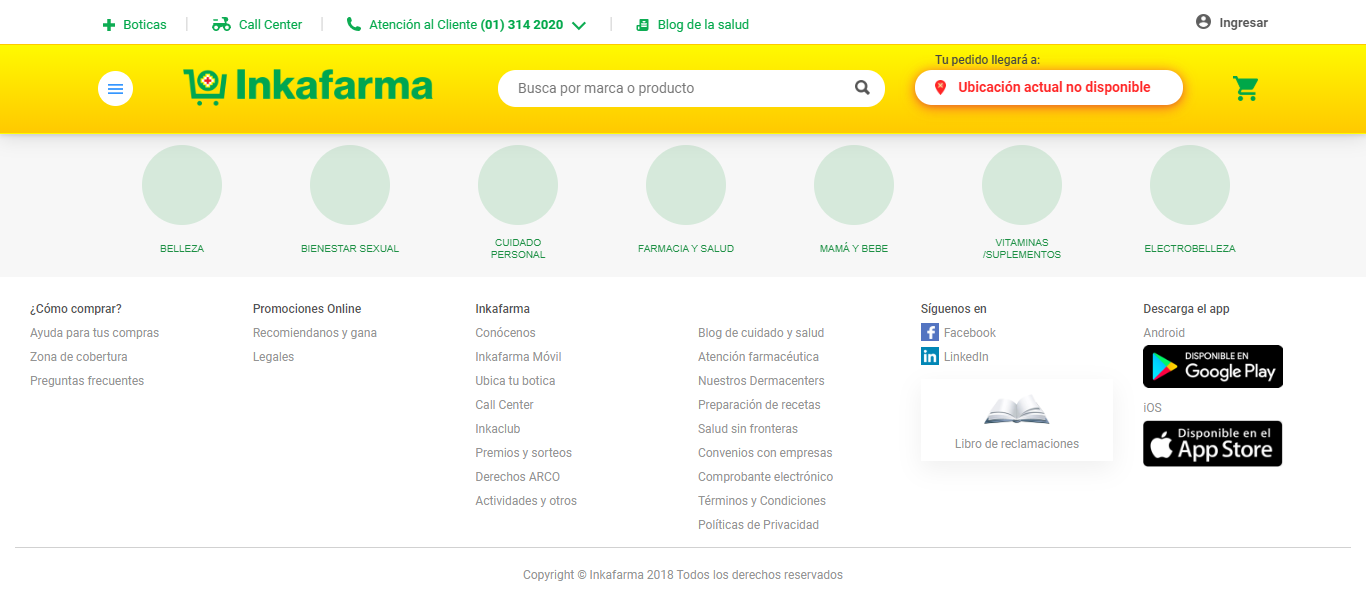 Boticas
Call Center
Atención al Cliente (01) 314 2020
Blog de la salud
Ingresar
Inkafarma
Busca por marca o producto
Tu pedido llegará a:
Ubicación actual no disponible
BELLEZA
BIENESTAR SEXUAL
CUIDADO
PERSONAL
FARMACIA Y SALUD
MAMÁ Y BEBE
VITAMINAS
/SUPLEMENTOS
ELECTROBELLEZA
¿Cómo comprar?
Ayuda para tus compras
Zona de cobertura
Preguntas frecuentes
Promociones Online
Recomiendanos y gana
Legales
Inkafarma
Conócenos
Inkafarma Móvil
Ubica tu botica
Call Center
Inkaclub
Premios y sorteos
Derechos ARCO
Actividades y otros
Blog de cuidado y salud
Atención farmacéutica
Nuestros Dermacenters
Preparación de recetas
Salud sin fronteras
Convenios con empresas
Comprobante electrónico
Términos y Condiciones
Políticas de Privacidad
Síguenos en
Facebook
LinkedIn
Libro de reclamaciones
Descarga el app
Android
DISPONIBLE EN
Google Play
iOS
Disponible en el
App Store
Copyright © Inkafarma 2018 Todos los derechos reservados